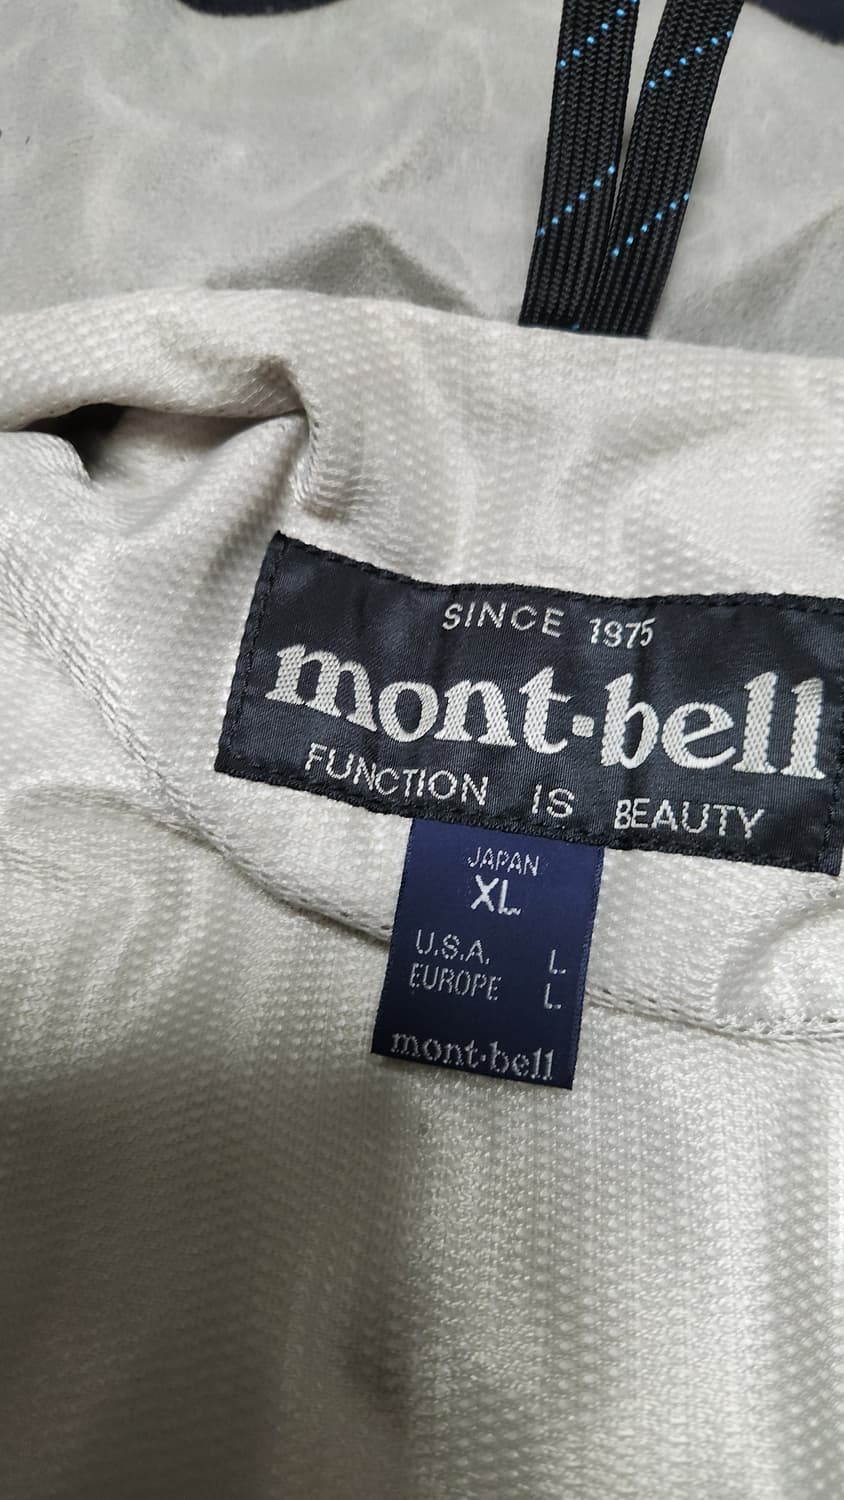 SINCE 1975
mont-bell
FUNCTION IS BEAUTY
JAPAN
XL
U.S.A. L
EUROPE L
mont-bell